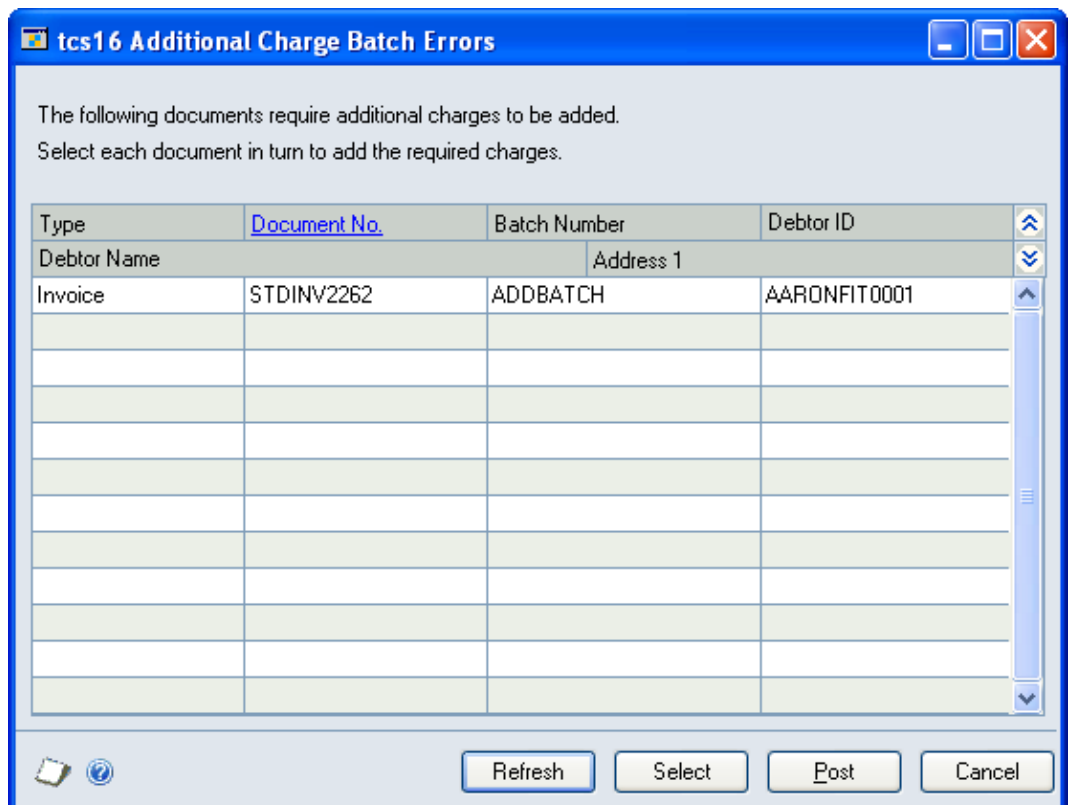 tcs16 Additional Charge Batch Errors
The following documents require additional charges to be added.
Select each document in turn to add the required charges.
Type Document No. Batch Number Debtor ID
Debtor Name Address 1
Invoice STDINV2262 ADDBATCH AARONFIT0001
Refresh Select Post Cancel